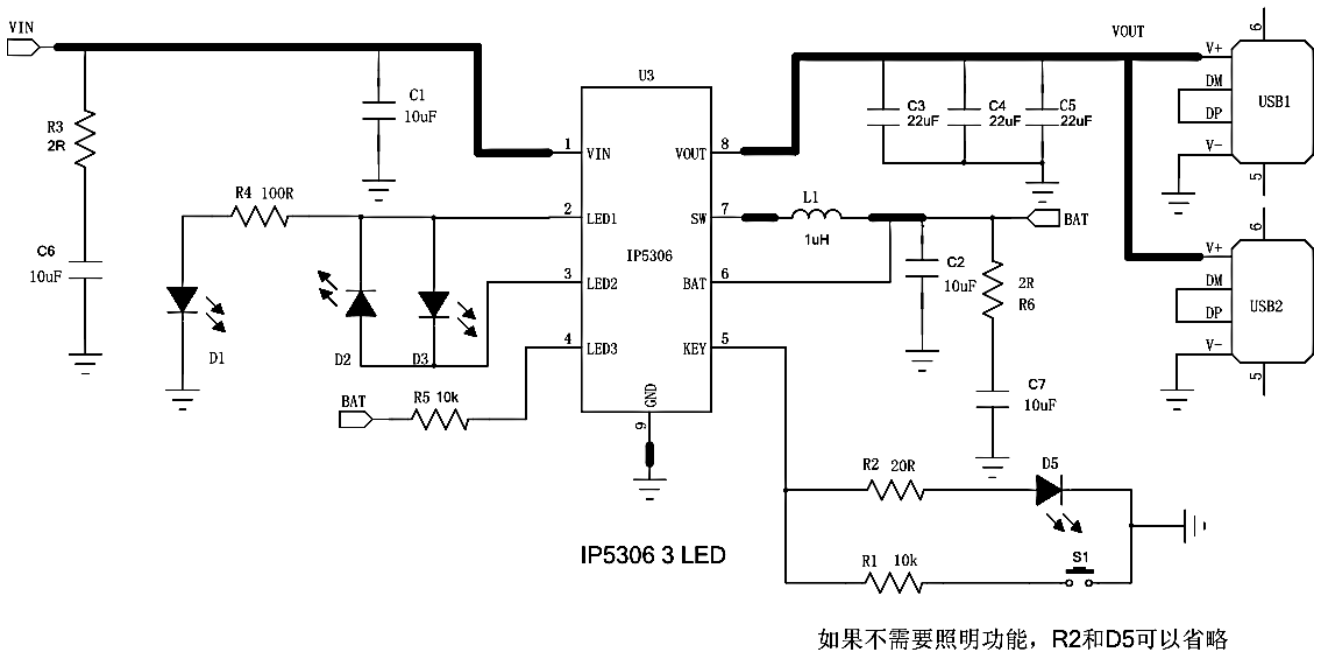 VIN
VOUT
6
V+
DM
DP
V-
USB1
5
R3
2R
C1
10uF
U3
C3
22uF
C4
22uF
C5
22uF
1
VIN
VOUT
8
R4 100R
2
LED1
SW
7
L1
1uH
BAT
IP5306
C6
10uF
3
LED2
BAT
6
C2
10uF
2R
R6
6
V+
DM
DP
V-
USB2
5
D1
D2
D3
4
LED3
KEY
5
BAT
R5 10k
GND
9
C7
10uF
R2 20R
D5
R1 10k
S1
IP5306 3 LED
如果不需要照明功能，R2和D5可以省略